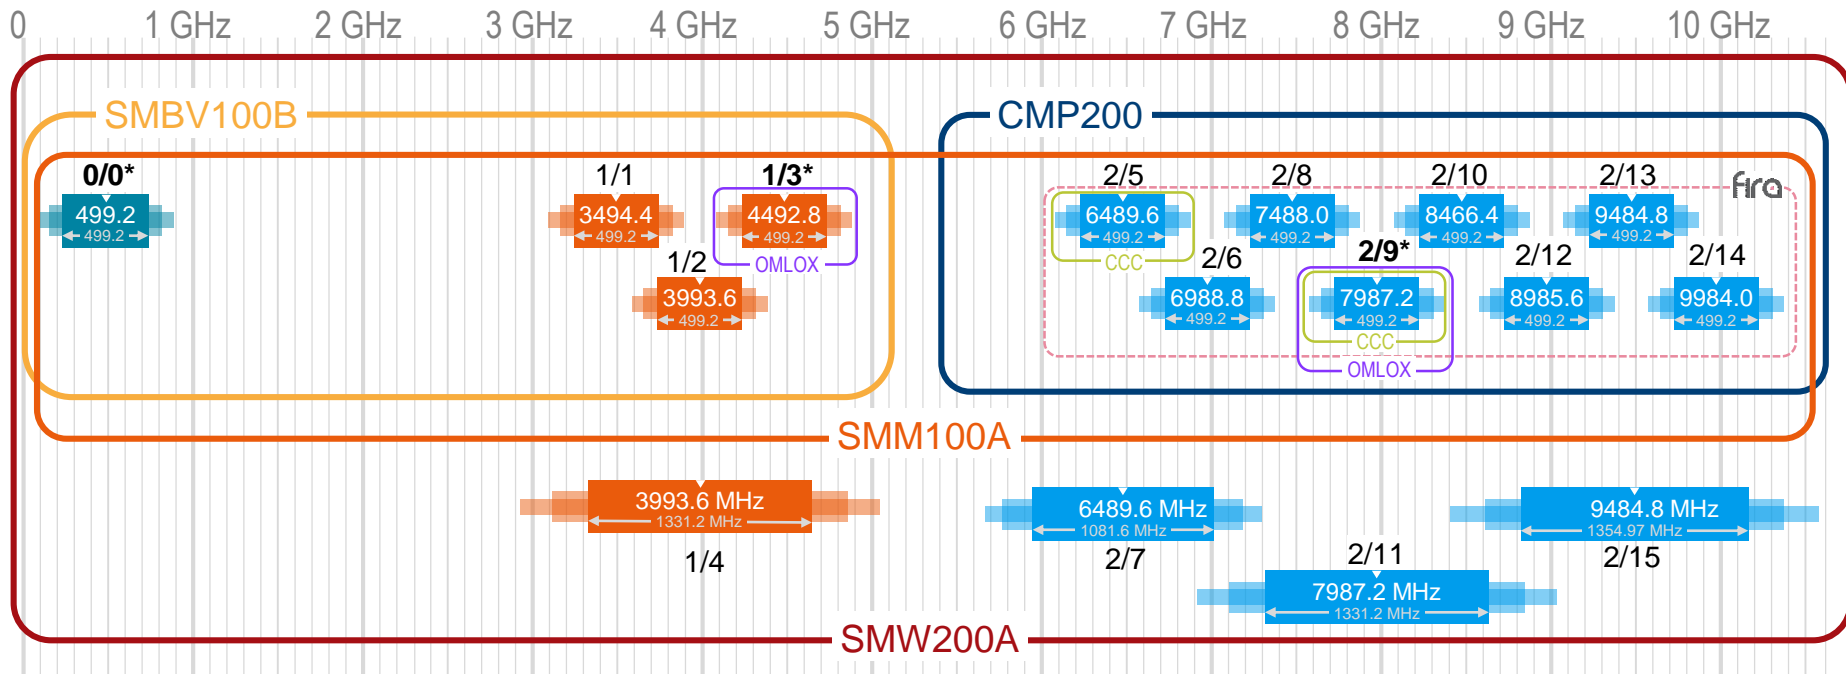 0 1 GHz 2 GHz 3 GHz 4 GHz 5 GHz 6 GHz 7 GHz 8 GHz 9 GHz 10 GHz
SMBV100B CMP200
0/0* 1/1 1/3* 2/5 2/8 2/10 2/13 fira
499.2 3494.4 4492.8 6489.6 7488.0 8466.4 9484.8
499.2 499.2 499.2 499.2 499.2 499.2 499.2
1/2 OMLOX CCC 2/6 2/9* 2/12 2/14
3993.6 6988.8 7987.2 8985.6 9984.0
499.2 499.2 499.2 499.2 499.2
CCC
OMLOX
SMM100A
3993.6 MHz 6489.6 MHz 9484.8 MHz
1331.2 MHz 1081.6 MHz 1354.97 MHz
1/4 2/7 2/11 2/15
7987.2 MHz
1331.2 MHz
SMW200A